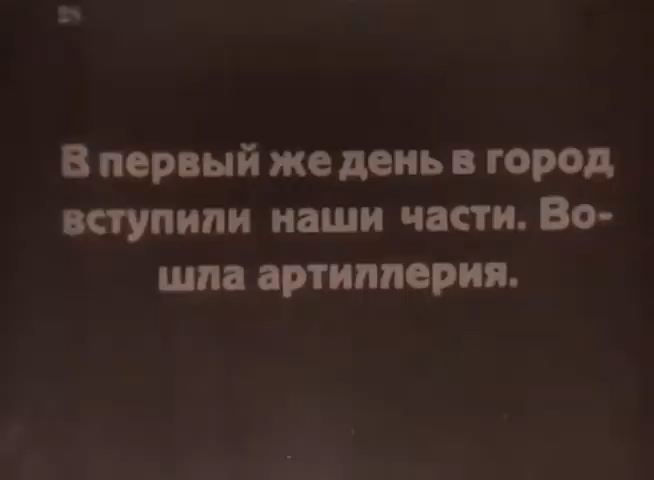 В первый же день в город
вступили наши части. Во-
шла артиллерия.